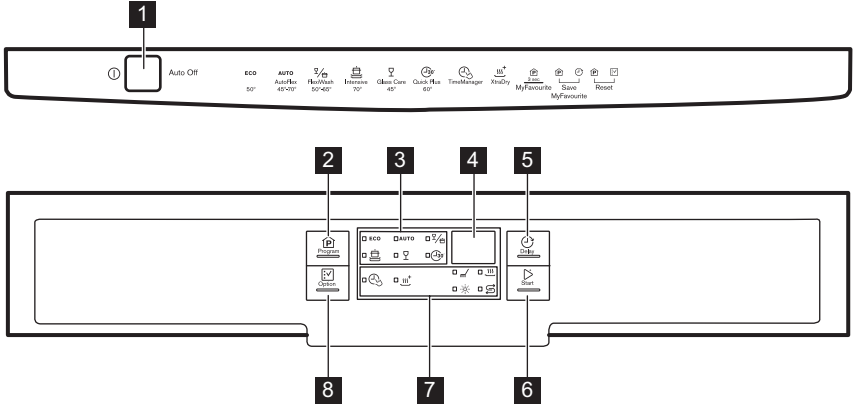 1
Auto Off
ECO AUTO 30' 3 sec.
AutoFlex FlexiWash Intensive Glass Care Quick Plus TimeManager XtraDry MyFavourite Save Reset
50° 45°-70° 50°-65° 70° 45° 60° MyFavourite
2 3 4 5
P Program
ECO AUTO
30'
Delay
Option
Start
8 7 6